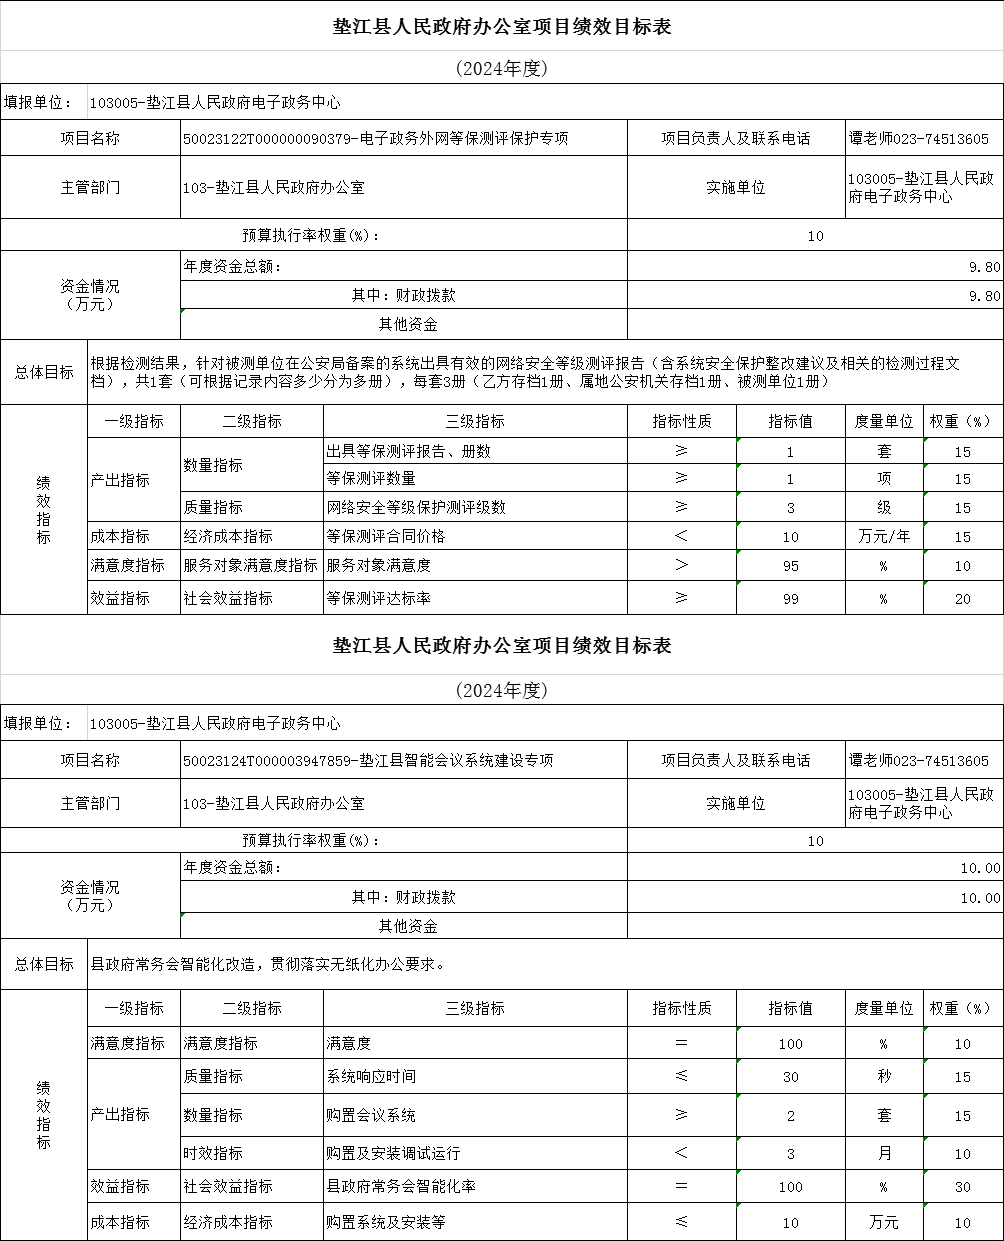 垫江县人民政府办公室项目绩效目标表
(2024年度)
填报单位： 103005-垫江县人民政府电子政务中心
项目名称 50023122T000000090379-电子政务外网等保测评保护专项 项目负责人及联系电话 谭老师023-74513605
主管部门 103-垫江县人民政府办公室 实施单位 103005-垫江县人民政
府电子政务中心
预算执行率权重(%)： 10
资金情况
（万元）
年度资金总额： 9.80
其中：财政拨款 9.80
其他资金
总体目标
根据检测结果，针对被测单位在公安局备案的系统出具有效的网络安全等级测评报告（含系统安全保护整改建议及相关的检测过程文
档），共1套（可根据记录内容多少分为多册），每套3册（乙方存档1册、属地公安机关存档1册、被测单位1册）
绩
效
指
标
一级指标 二级指标 三级指标 指标性质 指标值 度量单位 权重（%）
产出指标 数量指标 出具等保测评报告、册数 ≥ 1 套 15
等保测评数量 ≥ 1 项 15
质量指标 网络安全等级保护测评级数 ≥ 3 级 15
成本指标 经济成本指标 等保测评合同价格 ＜ 10 万元/年 15
满意度指标 服务对象满意度指标 服务对象满意度 ＞ 95 % 10
效益指标 社会效益指标 等保测评达标率 ≥ 99 % 20
垫江县人民政府办公室项目绩效目标表
(2024年度)
填报单位： 103005-垫江县人民政府电子政务中心
项目名称 50023124T000003947859-垫江县智能会议系统建设专项 项目负责人及联系电话 谭老师023-74513605
主管部门 103-垫江县人民政府办公室 实施单位 103005-垫江县人民政
府电子政务中心
预算执行率权重(%)： 10
资金情况
（万元）
年度资金总额： 10.00
其中：财政拨款 10.00
其他资金
总体目标 县政府常务会智能化改造，贯彻落实无纸化办公要求。
绩
效
指
标
一级指标 二级指标 三级指标 指标性质 指标值 度量单位 权重（%）
满意度指标 满意度指标 满意度 ＝ 100 % 10
产出指标 质量指标 系统响应时间 ≤ 30 秒 15
数量指标 购置会议系统 ≥ 2 套 15
时效指标 购置及安装调试运行 ＜ 3 月 10
效益指标 社会效益指标 县政府常务会智能化率 ＝ 100 % 30
成本指标 经济成本指标 购置系统及安装等 ≤ 10 万元 10